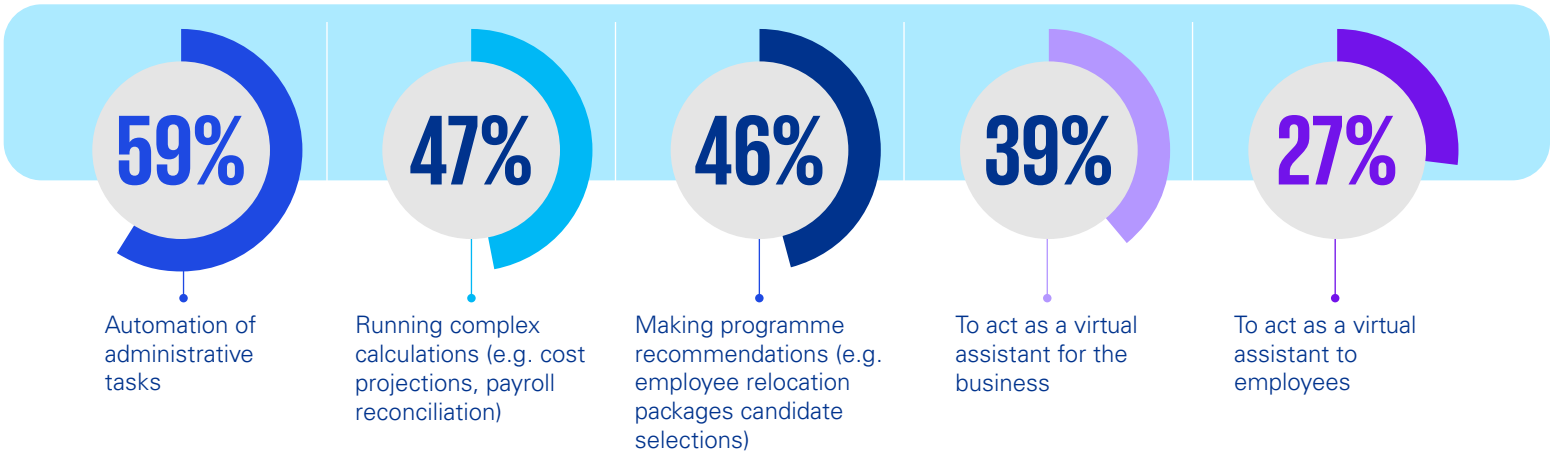 59%
47%
46%
39%
27%
Automation of
administrative
tasks
Running complex
calculations (e.g. cost
projections, payroll
reconciliation)
Making programme
recommendations (e.g.
employee relocation
packages candidate
selections)
To act as a virtual
assistant for the
business
To act as a virtual
assistant to
employees